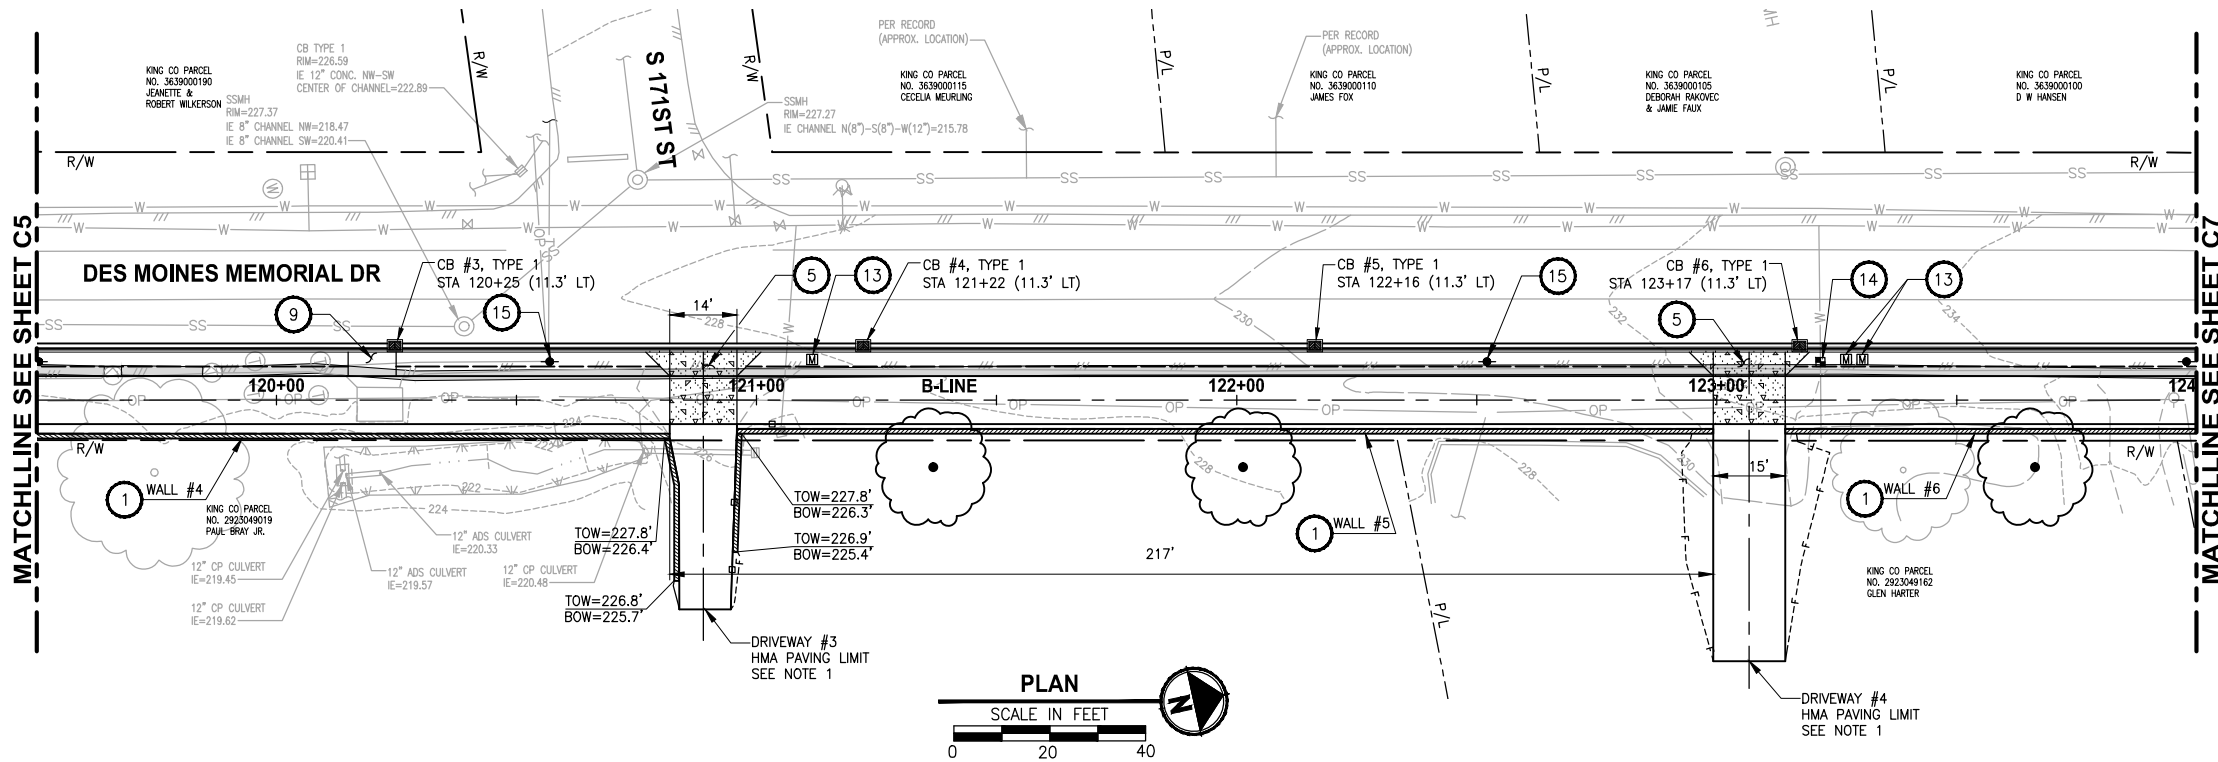 KING CO PARCEL
NO. 3639000190
JEANETTE &
ROBERT WILKERSON
CB TYPE 1
RIM=226.59
IE 12" CONC. NW-SW
CENTER OF CHANNEL=222.89
SSMH
RIM=227.37
IE 8" CHANNEL NW=218.47
IE 8" CHANNEL SW=220.41
R/W
R/W
S 171ST ST
R/W
SSMH
RIM=227.27
IE CHANNEL N(8")-S(8")-W(12")=215.78
PER RECORD
(APPROX. LOCATION)
KING CO PARCEL
NO. 3639000115
CECELIA MEURLING
P/L
PER RECORD
(APPROX. LOCATION)
KING CO PARCEL
NO. 3639000110
JAMES FOX
P/L
KING CO PARCEL
NO. 3639000105
DEBORAH RAKOVEC
& JAMIE FAUX
P/L
KING CO PARCEL
NO. 3639000100
D W HANSEN
R/W
MATCHLINE SEE SHEET C5
MATCHLINE SEE SHEET C7
DES MOINES MEMORIAL DR
9
CB #3, TYPE 1
STA 120+25 (11.3' LT)
15
14'
5
13
CB #4, TYPE 1
STA 121+22 (11.3' LT)
CB #5, TYPE 1
STA 122+16 (11.3' LT)
15
CB #6, TYPE 1
STA 123+17 (11.3' LT)
5
14
13
228
230
232
234
M
M
M
120+00
121+00
B-LINE
122+00
123+00
124
R/W
1
WALL #4
KING CO PARCEL
NO. 2923049019
PAUL BRAY JR.
224
222
222
224
226
228
228
230
12" ADS CULVERT
IE=220.33
12" CP CULVERT
IE=219.45
12" ADS CULVERT
IE=219.57
12" CP CULVERT
IE=220.48
12" CP CULVERT
IE=219.62
TOW=227.8'
BOW=226.4'
TOW=226.8'
BOW=225.7'
TOW=227.8'
BOW=226.3'
TOW=226.9'
BOW=225.4'
217'
1
WALL #5
P/L
15'
1
WALL #6
R/W
KING CO PARCEL
NO. 2923049162
GLEN HARTER
DRIVEWAY #3
HMA PAVING LIMIT
SEE NOTE 1
DRIVEWAY #4
HMA PAVING LIMIT
SEE NOTE 1
PLAN
SCALE IN FEET
0 20 40
N